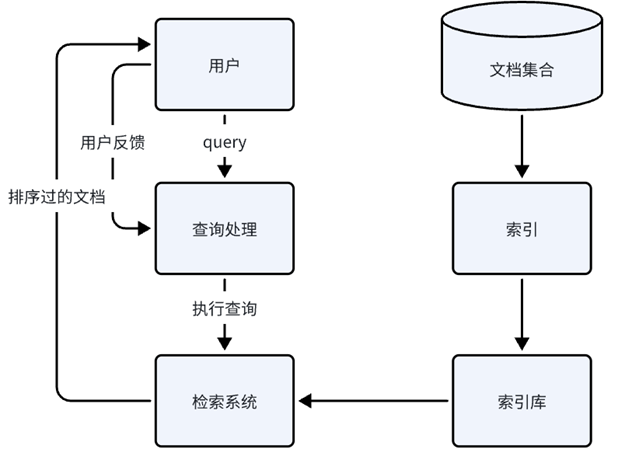 用户
文档集合
用户反馈
query
排序过的文档
查询处理
索引
执行查询
检索系统
索引库